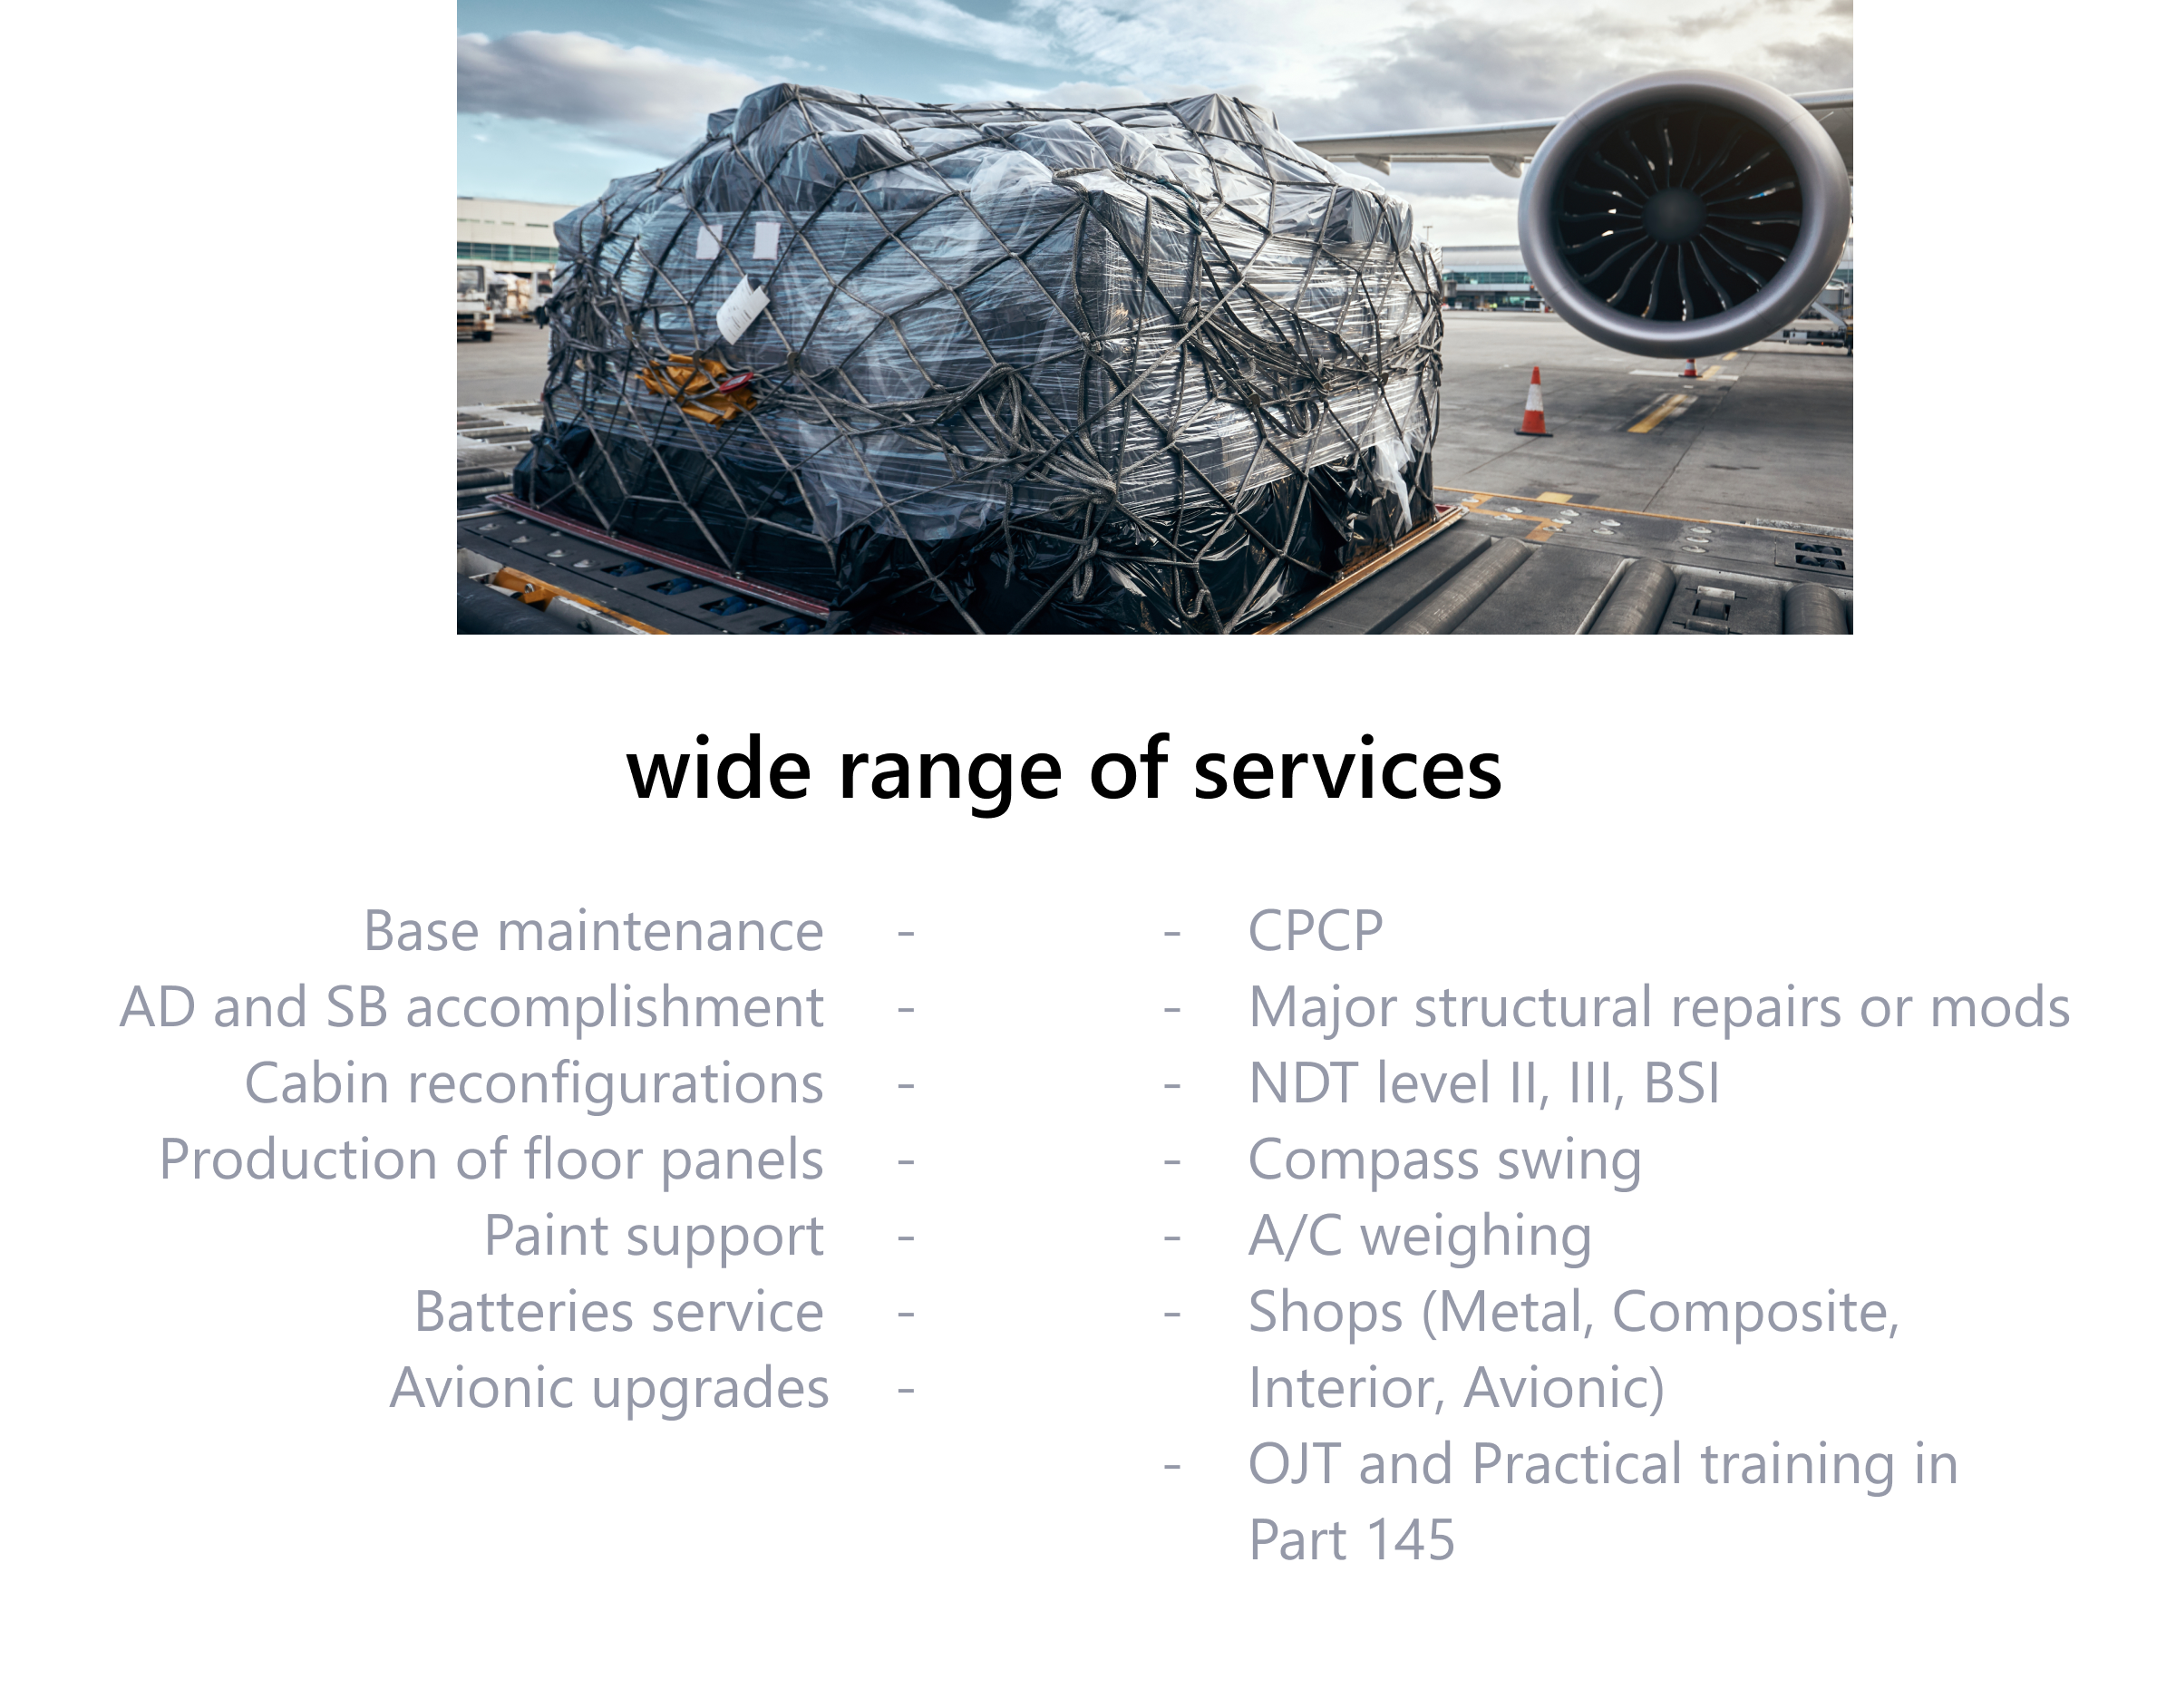 wide range of services
Base maintenance -
AD and SB accomplishment -
Cabin reconfigurations -
Production of floor panels -
Paint support -
Batteries service -
Avionic upgrades -
- CPCP
- Major structural repairs or mods
- NDT level II, III, BSI
- Compass swing
- A/C weighing
- Shops (Metal, Composite,
Interior, Avionic)
- OJT and Practical training in
Part 145